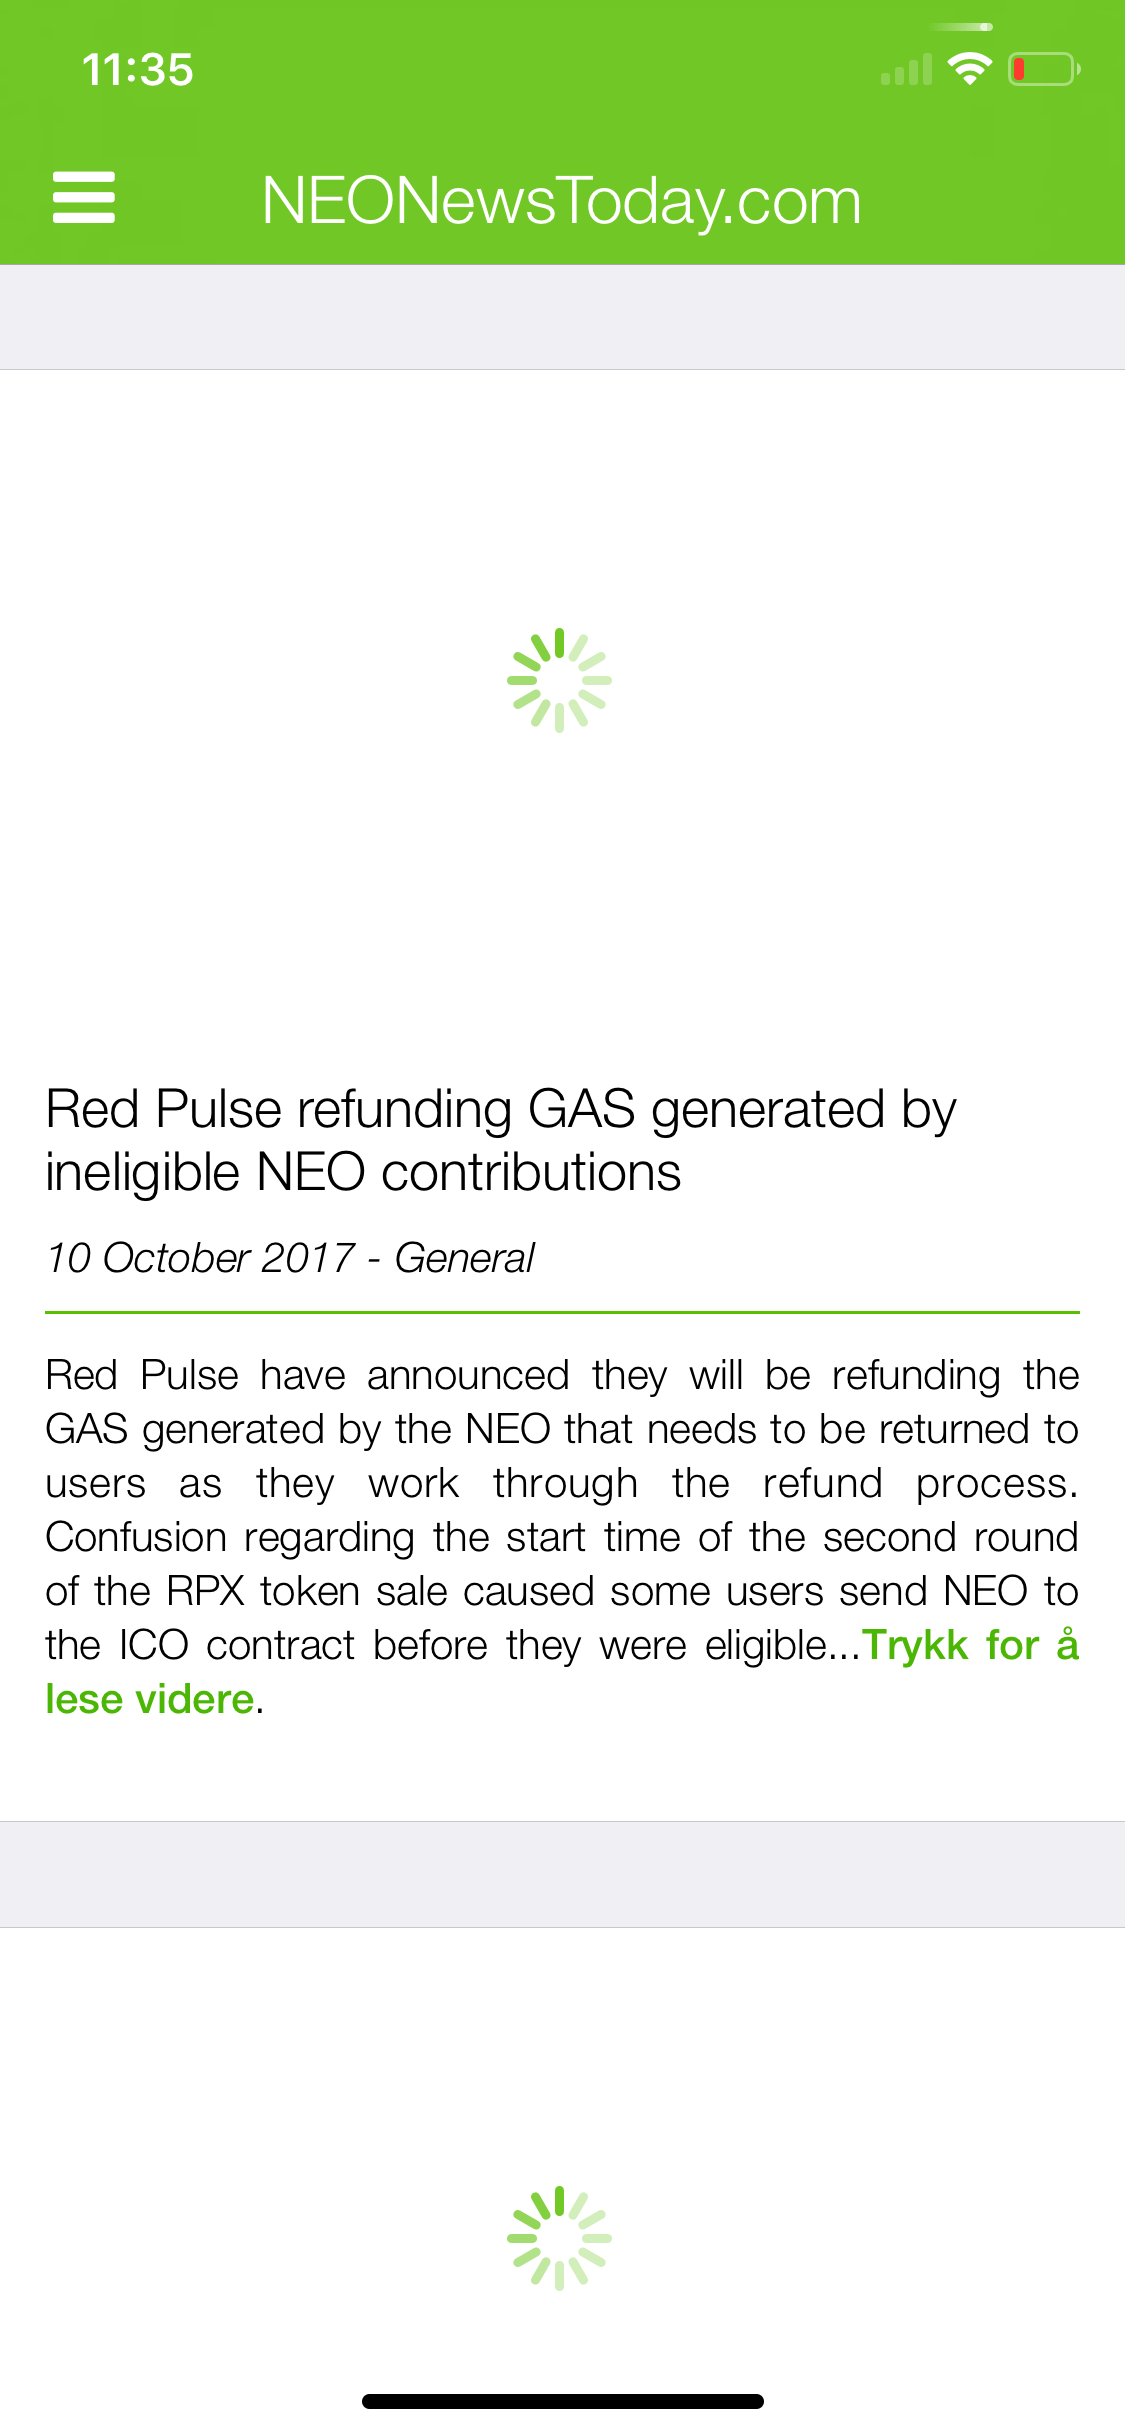 11:35
NEONewsToday.com
Red Pulse refunding GAS generated by
ineligible NEO contributions
10 October 2017 - General
Red Pulse have announced they will be refunding the
GAS generated by the NEO that needs to be returned to
users as they work through the refund process.
Confusion regarding the start time of the second round
of the RPX token sale caused some users send NEO to
the ICO contract before they were eligible...Trykk for å
lese videre.